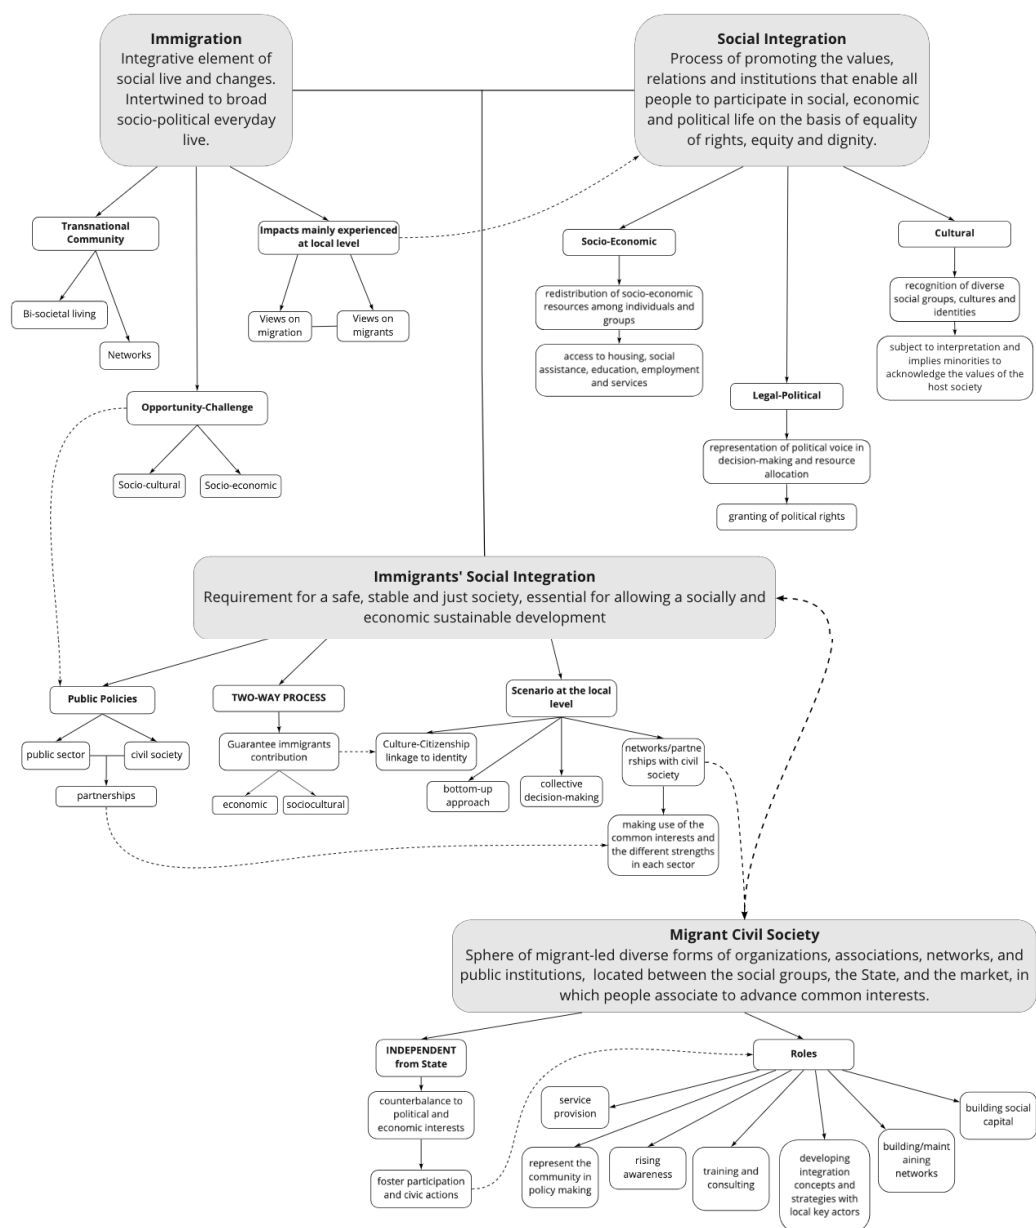 Immigration
Integrative element of
social live and changes.
Intertwined to broad
socio-political everyday
live.
Social Integration
Process of promoting the values,
relations and institutions that enable all
people to participate in social, economic
and political life on the basis of equality
of rights, equity and dignity.
Transnational
Community
Bi-societal living
Networks
Impacts mainly experienced
at local level
Views on
migration
Views on
migrants
Opportunity-Challenge
Socio-cultural
Socio-economic
Socio-Economic
redistribution of socio-economic
resources among individuals and
groups
access to housing, social
assistance, education, employment
and services
Legal-Political
representation of political voice in
decision-making and resource
allocation
granting of political rights
Cultural
recognition of diverse
social groups, cultures and
identities
subject to interpretation and
implies minorities to
acknowledge the values of the
host society
Immigrants' Social Integration
Requirement for a safe, stable and just society, essential for allowing a socially and
economic sustainable development
Public Policies
public sector
civil society
partnerships
TWO-WAY PROCESS
Guarantee immigrants
contribution
economic
sociocultural
Scenario at the local
level
Culture-Citizenship
linkage to identity
bottom-up
approach
collective
decision-making
networks/partne
rships with civil
society
making use of the
common interests and
the different strengths
in each sector
Migrant Civil Society
Sphere of migrant-led diverse forms of organizations, associations, networks, and
public institutions, located between the social groups, the State, and the market, in
which people associate to advance common interests.
INDEPENDENT
from State
counterbalance to
political and
economic interests
foster participation
and civic actions
Roles
service
provision
represent the
community in
policy making
rising
awareness
training and
consulting
developing
integration
concepts and
strategies with
local key actors
building/maint
aining
networks
building social
capital